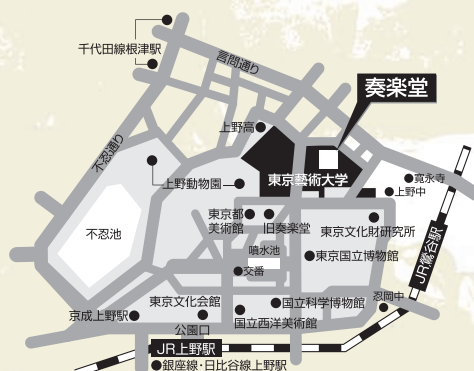 千代田線根津駅
言問通り
奏楽堂
不忍通り
上野高
上野動物園
東京藝術大学
寛永寺
上野中
東京都
美術館
旧奏楽堂
東京文化財研究所
不忍池
噴水池
東京国立博物館
JR鶯谷駅
交番
東京文化会館
国立科学博物館
忍岡中
京成上野駅
公園口
国立西洋美術館
JR上野駅
銀座線・日比谷線上野駅